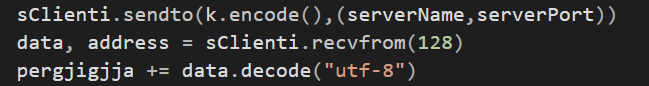 sClienti.sendto(k.encode(),(serverName,serverPort))
data, address = sClienti.recvfrom(128)
pergjigjja += data.decode("utf-8")